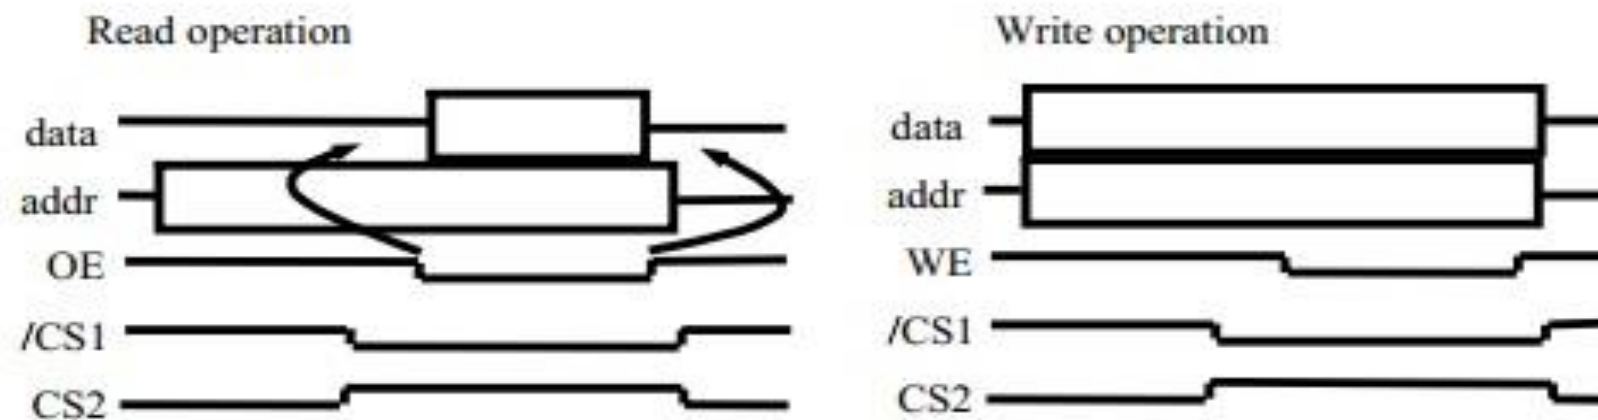 Read operation
data
addr
OE
/CS1
CS2
Write operation
data
addr
WE
/CS1
CS2